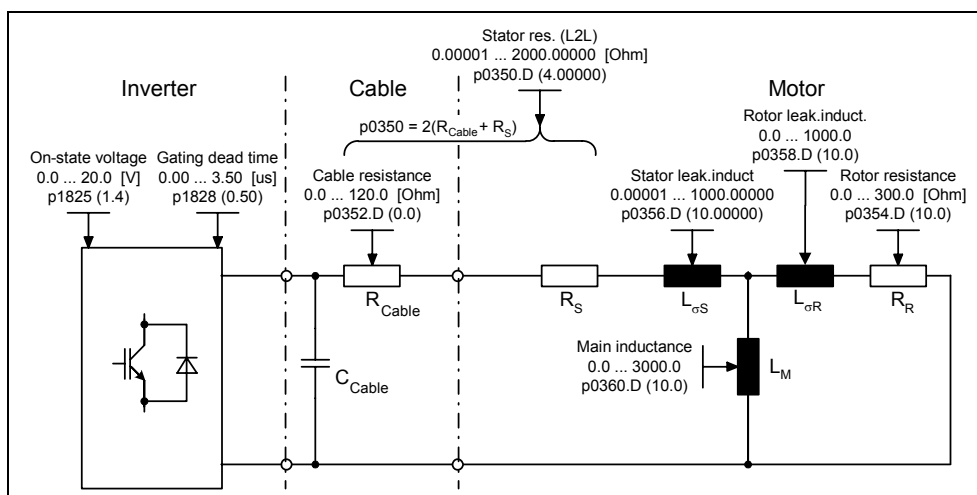 Stator res. (L2L)
0.00001 ... 2000.00000 [Ohm]
p0350.D (4.00000)
Inverter
Cable
Motor
p0350 = 2(R_Cable + R_S)
Rotor leak.induct.
0.0 ... 1000.0
p0358.D (10.0)
On-state voltage
0.0 ... 20.0 [V]
p1825 (1.4)
Gating dead time
0.00 ... 3.50 [us]
p1828 (0.50)
Cable resistance
0.0 ... 120.0 [Ohm]
p0352.D (0.0)
Stator leak.induct
0.00001 ... 1000.00000
p0356.D (10.00000)
Rotor resistance
0.0 ... 300.0 [Ohm]
p0354.D (10.0)
R_Cable
R_S
L_σS
L_σR
R_R
C_Cable
Main inductance
0.0 ... 3000.0
p0360.D (10.0)
L_M